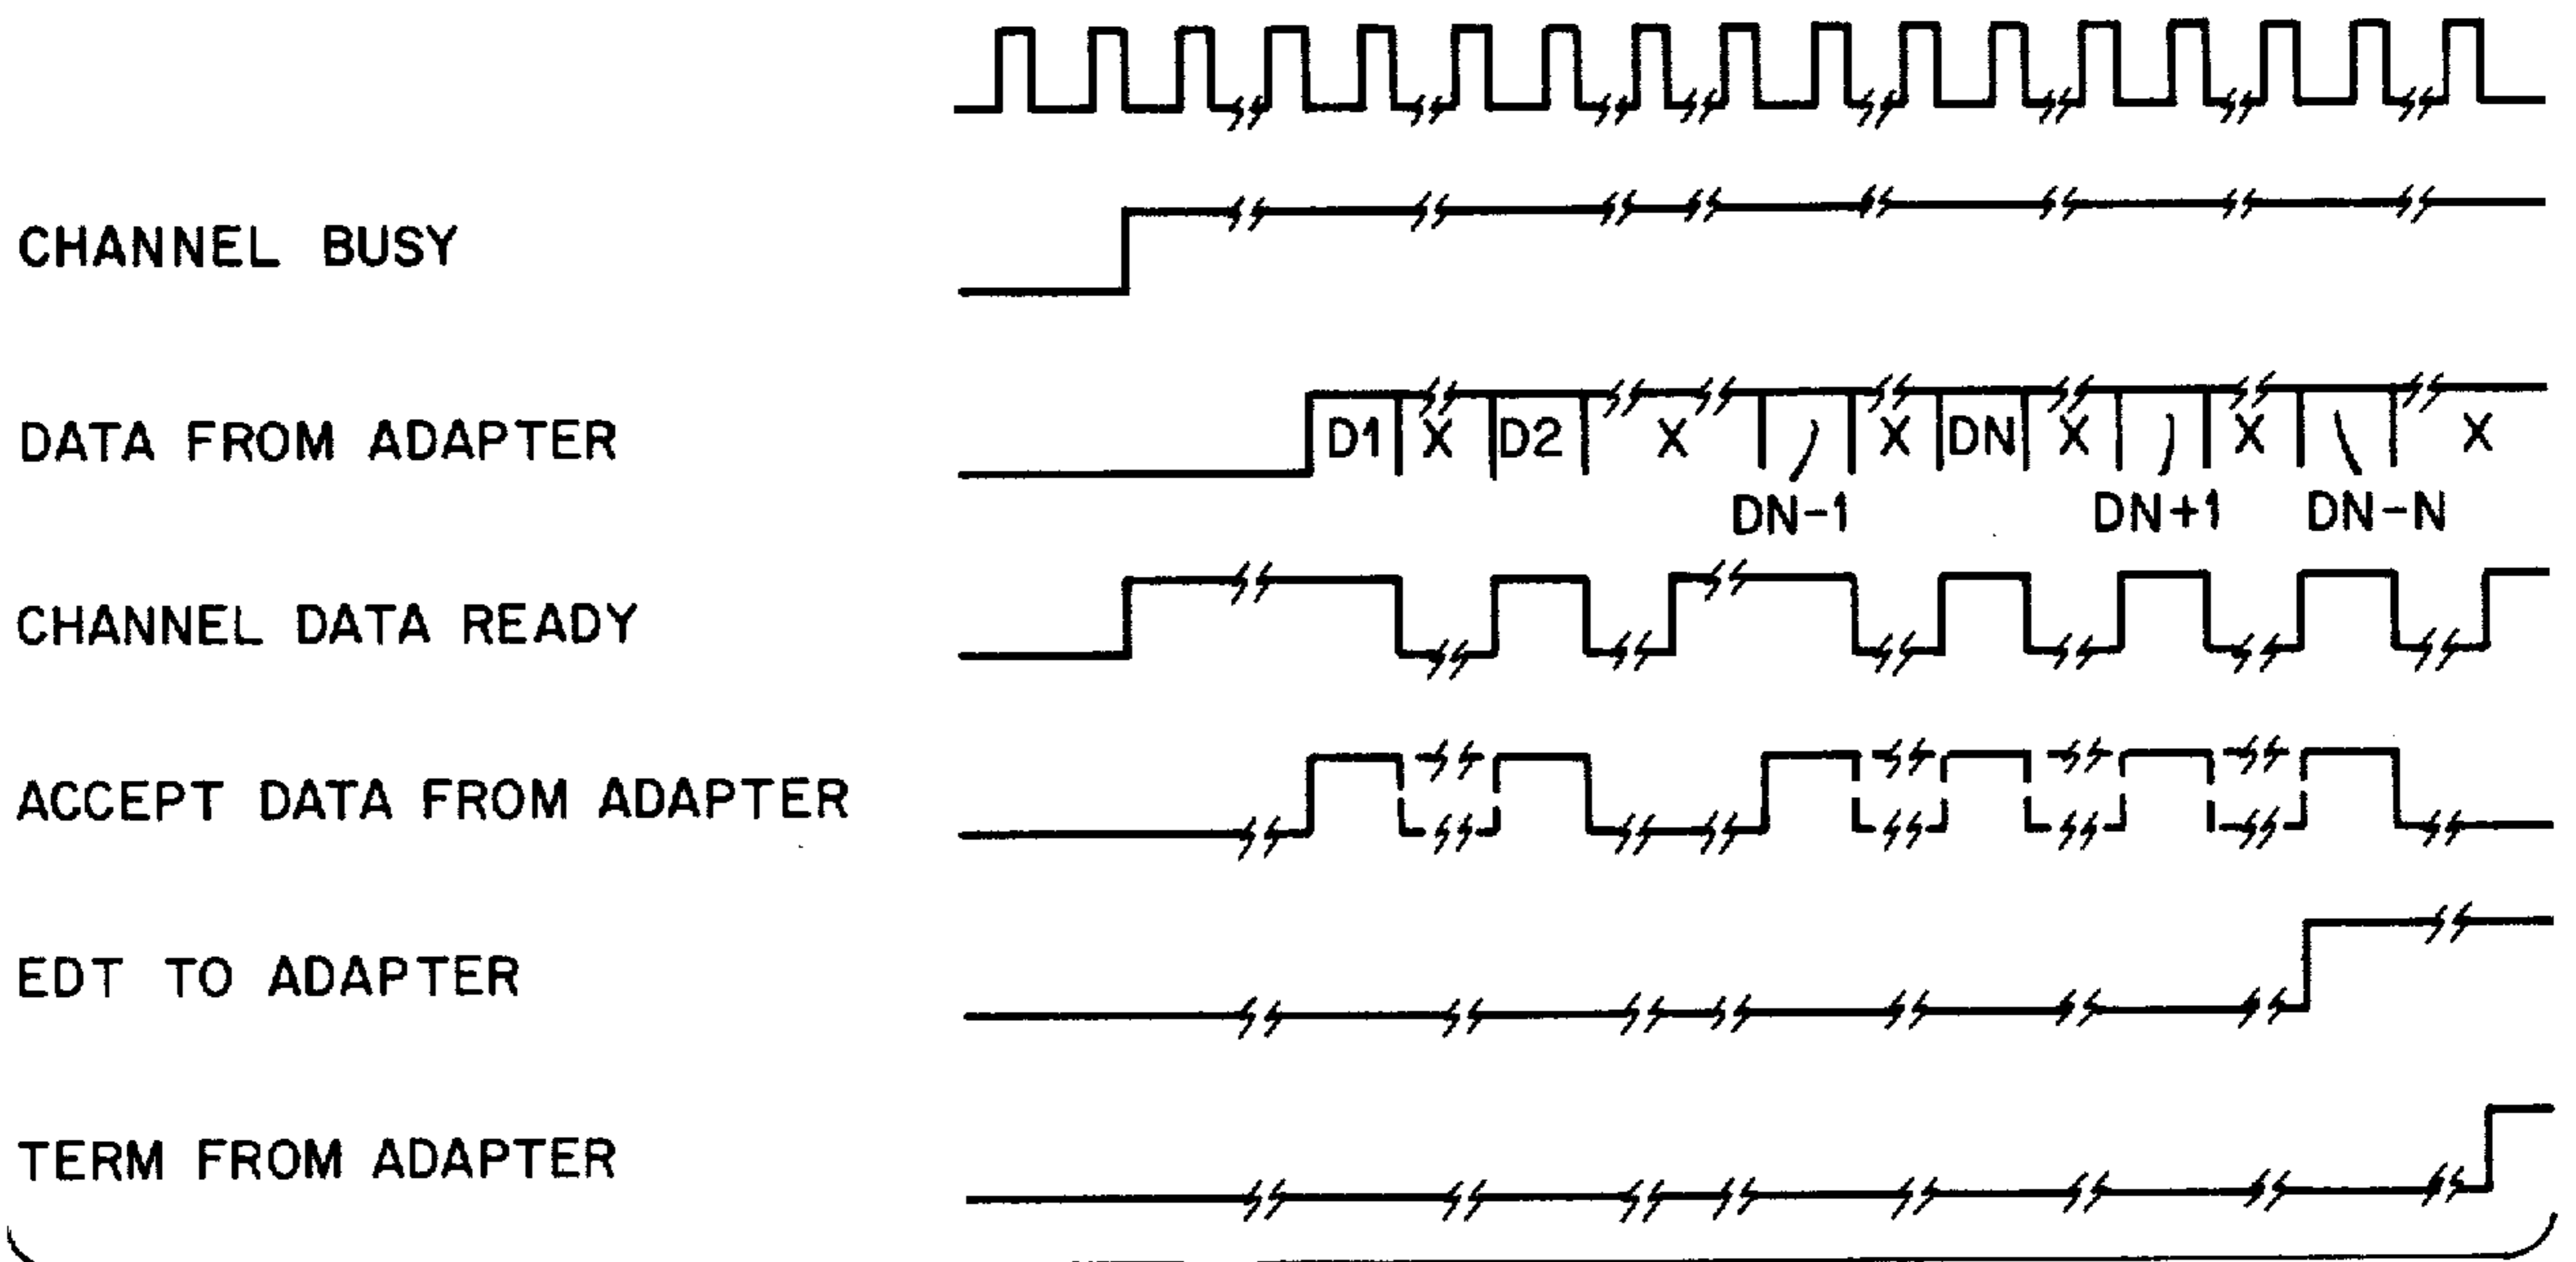 CHANNEL BUSY
DATA FROM ADAPTER
D1 X D2 X X DN X X X
DN-1 DN+1 DN-N
CHANNEL DATA READY
ACCEPT DATA FROM ADAPTER
EDT TO ADAPTER
TERM FROM ADAPTER